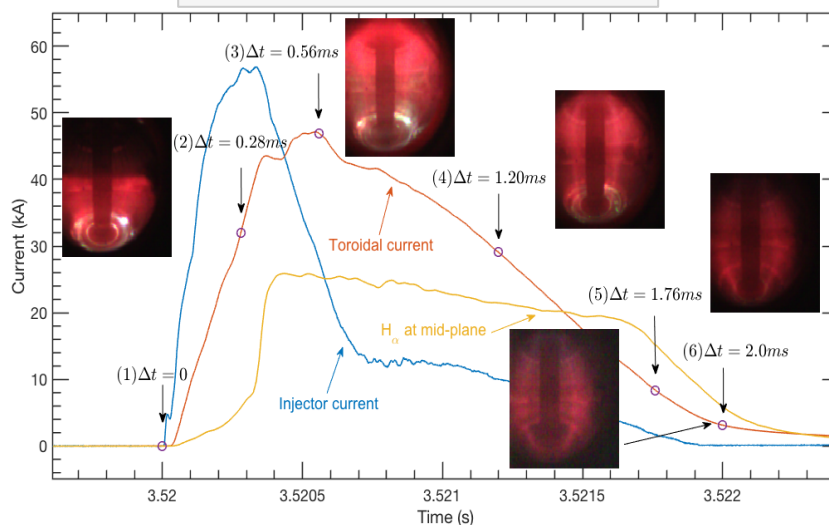 60
50
40
30
20
10
0
Current (kA)
3.52
3.5205
3.521
3.5215
3.522
Time (s)
(1)Δt = 0
(2)Δt = 0.28ms
(3)Δt = 0.56ms
(4)Δt = 1.20ms
(5)Δt = 1.76ms
(6)Δt = 2.0ms
Toroidal current
Hα at mid-plane
Injector current